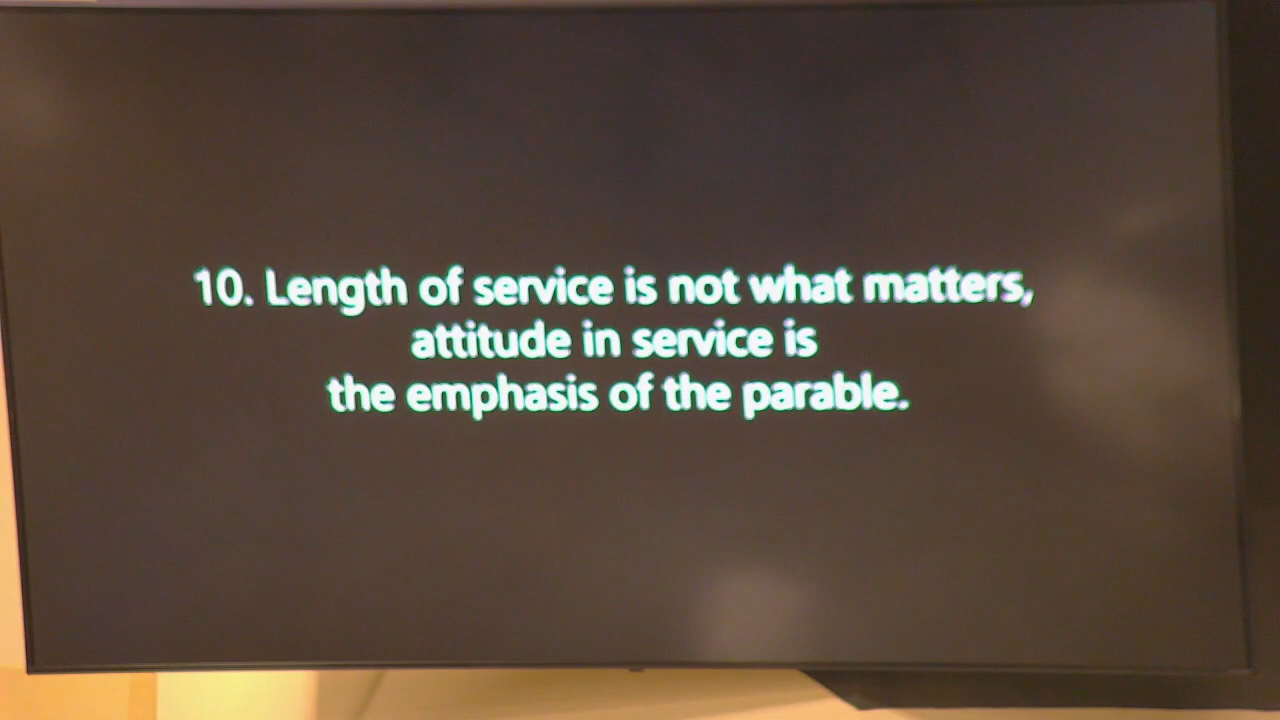 10. Length of service is not what matters,
attitude in service is
the emphasis of the parable.